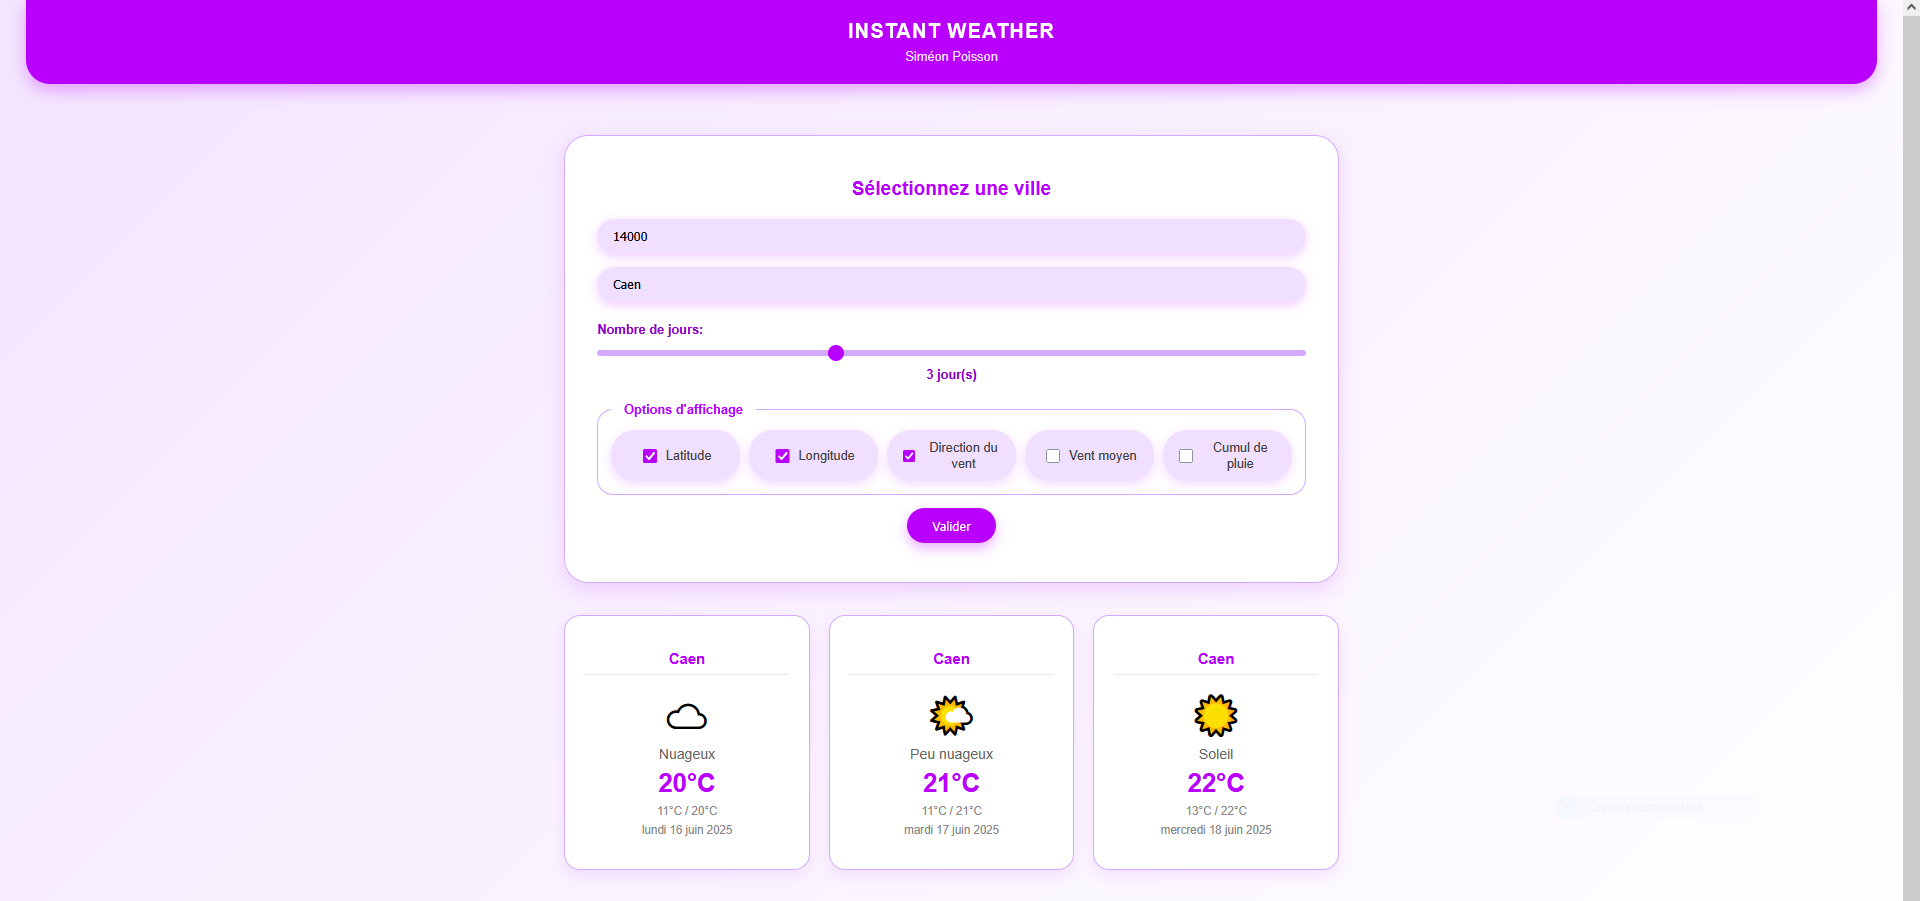 INSTANT WEATHER
Siméon Poisson
Sélectionnez une ville
14000
Caen
Nombre de jours:
3 jour(s)
Options d'affichage
Latitude
Longitude
Direction du
vent
Vent moyen
Cumul de
pluie
Valider
Caen
Nuageux
20°C
11°C / 20°C
lundi 16 juin 2025
Caen
Peu nuageux
21°C
11°C / 21°C
mardi 17 juin 2025
Caen
Soleil
22°C
13°C / 22°C
mercredi 18 juin 2025